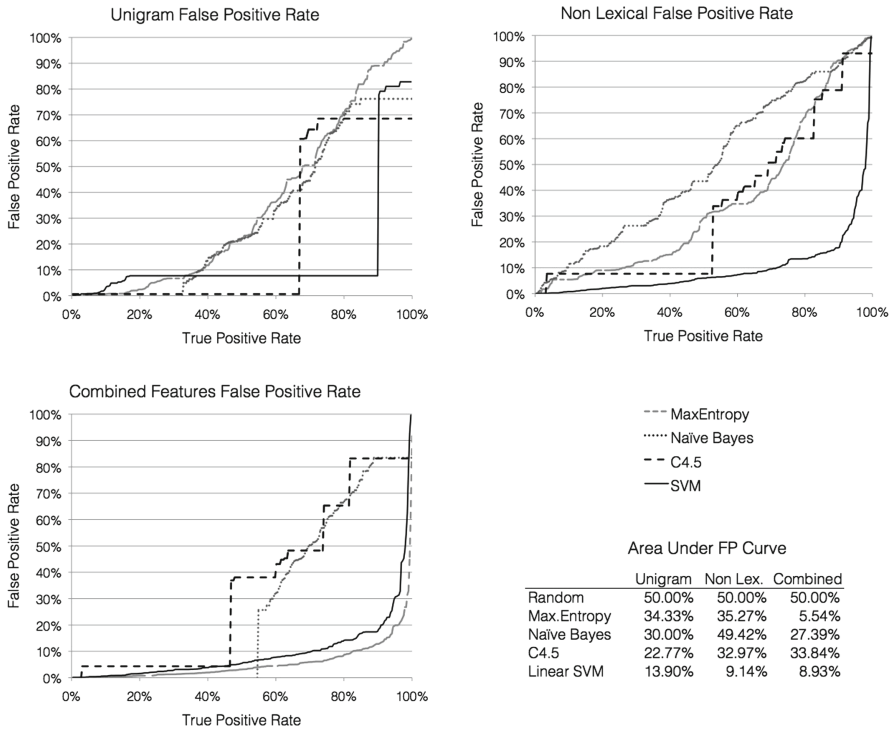 Unigram False Positive Rate
100%
90%
80%
70%
60%
50%
40%
30%
20%
10%
0%
False Positive Rate
0% 20% 40% 60% 80% 100%
True Positive Rate
Non Lexical False Positive Rate
100%
90%
80%
70%
60%
50%
40%
30%
20%
10%
0%
False Positive Rate
0% 20% 40% 60% 80% 100%
True Positive Rate
Combined Features False Positive Rate
100%
90%
80%
70%
60%
50%
40%
30%
20%
10%
0%
False Positive Rate
0% 20% 40% 60% 80% 100%
True Positive Rate
MaxEntropy
Naïve Bayes
C4.5
SVM
Area Under FP Curve
Unigram Non Lex. Combined
Random 50.00% 50.00% 50.00%
Max.Entropy 34.33% 35.27% 5.54%
Naïve Bayes 30.00% 49.42% 27.39%
C4.5 22.77% 32.97% 33.84%
Linear SVM 13.90% 9.14% 8.93%